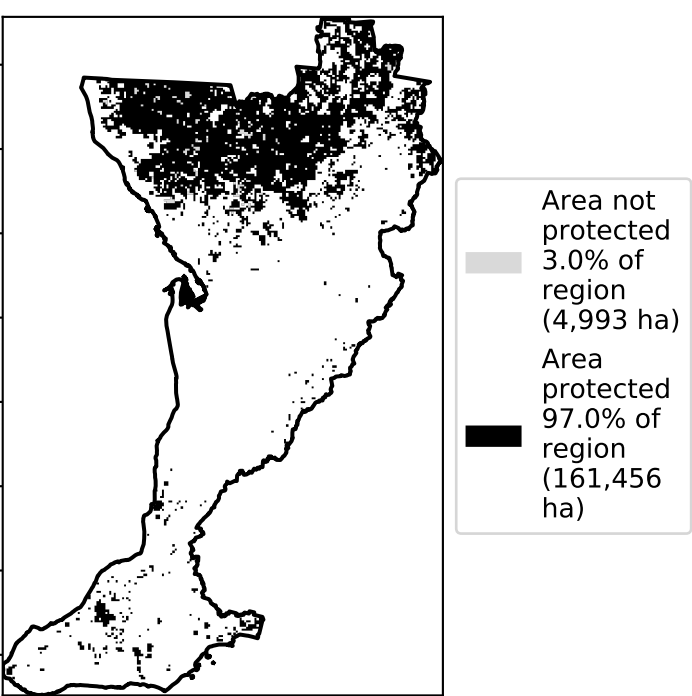 Area not
protected
3.0% of
region
(4,993 ha)
Area
protected
97.0% of
region
(161,456
ha)